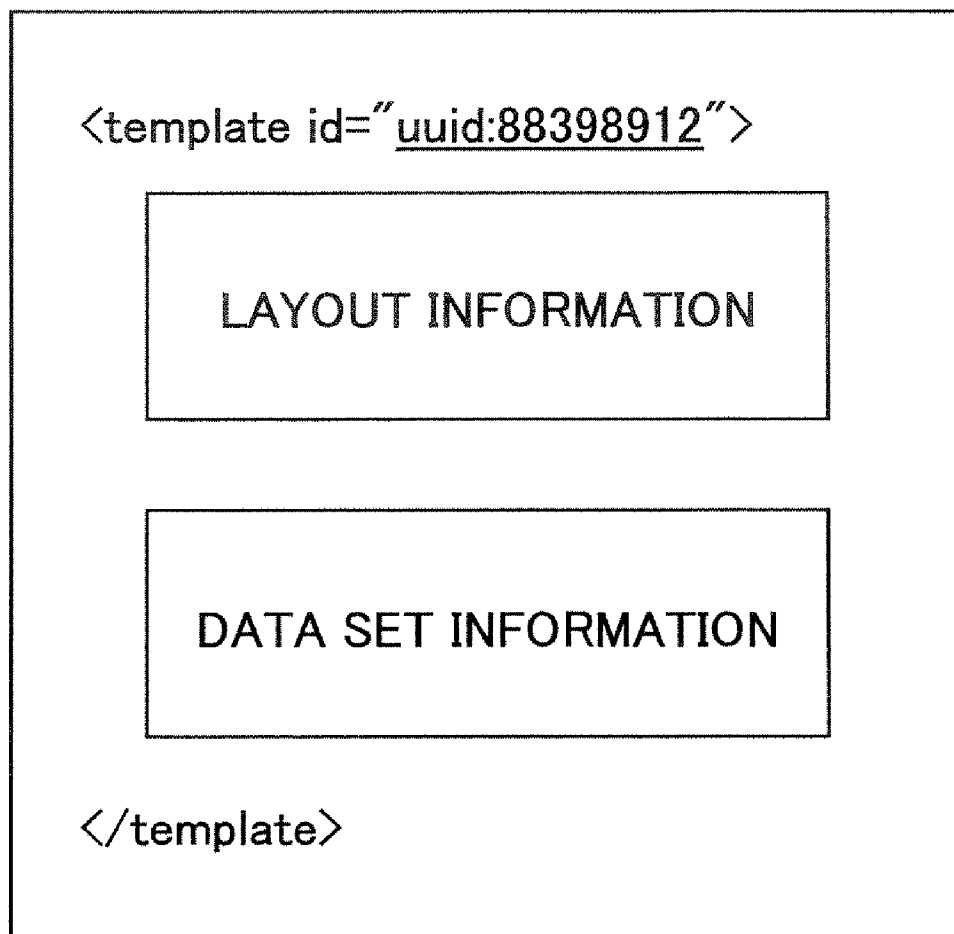 <template id="uuid:88398912">
LAYOUT INFORMATION
DATA SET INFORMATION
</template>